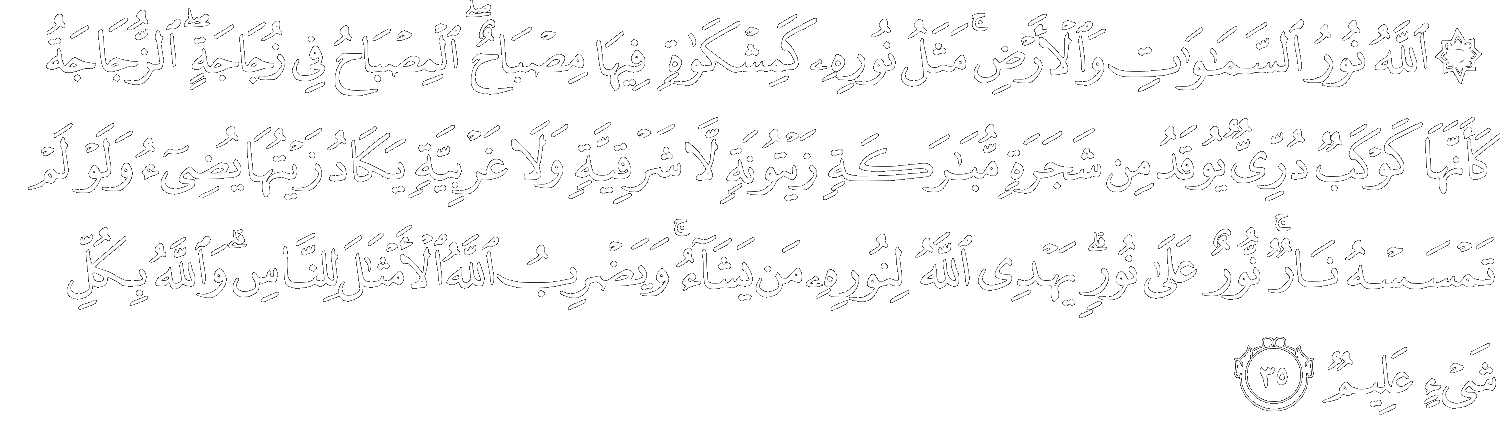 ۞ ٱللَّهُ نُورُ ٱلسَّمَـٰوَٰتِ وَٱلْأَرْضِ ۚ مَثَلُ نُورِهِۦ كَمِشْكَوٰةٍ فِيهَا مِصْبَاحٌ ۖ ٱلْمِصْبَاحُ فِى زُجَاجَةٍ ۖ ٱلزُّجَاجَةُ
كَأَنَّهَا كَوْكَبٌ دُرِّىٌّ يُوقَدُ مِن شَجَرَةٍ مُّبَـٰرَكَةٍ زَيْتُونَةٍ لَّا شَرْقِيَّةٍ وَلَا غَرْبِيَّةٍ يَكَادُ زَيْتُهَا يُضِىٓءُ وَلَوْ لَمْ
تَمْسَسْهُ نَارٌ ۚ نُّورٌ عَلَىٰ نُورٍ ۗ يَهْدِى ٱللَّهُ لِنُورِهِۦ مَن يَشَآءُ ۚ وَيَضْرِبُ ٱللَّهُ ٱلْأَمْثَـٰلَ لِلنَّاسِ ۗ وَٱللَّهُ بِكُلِّ
شَىْءٍ عَلِيمٌ ٣٥